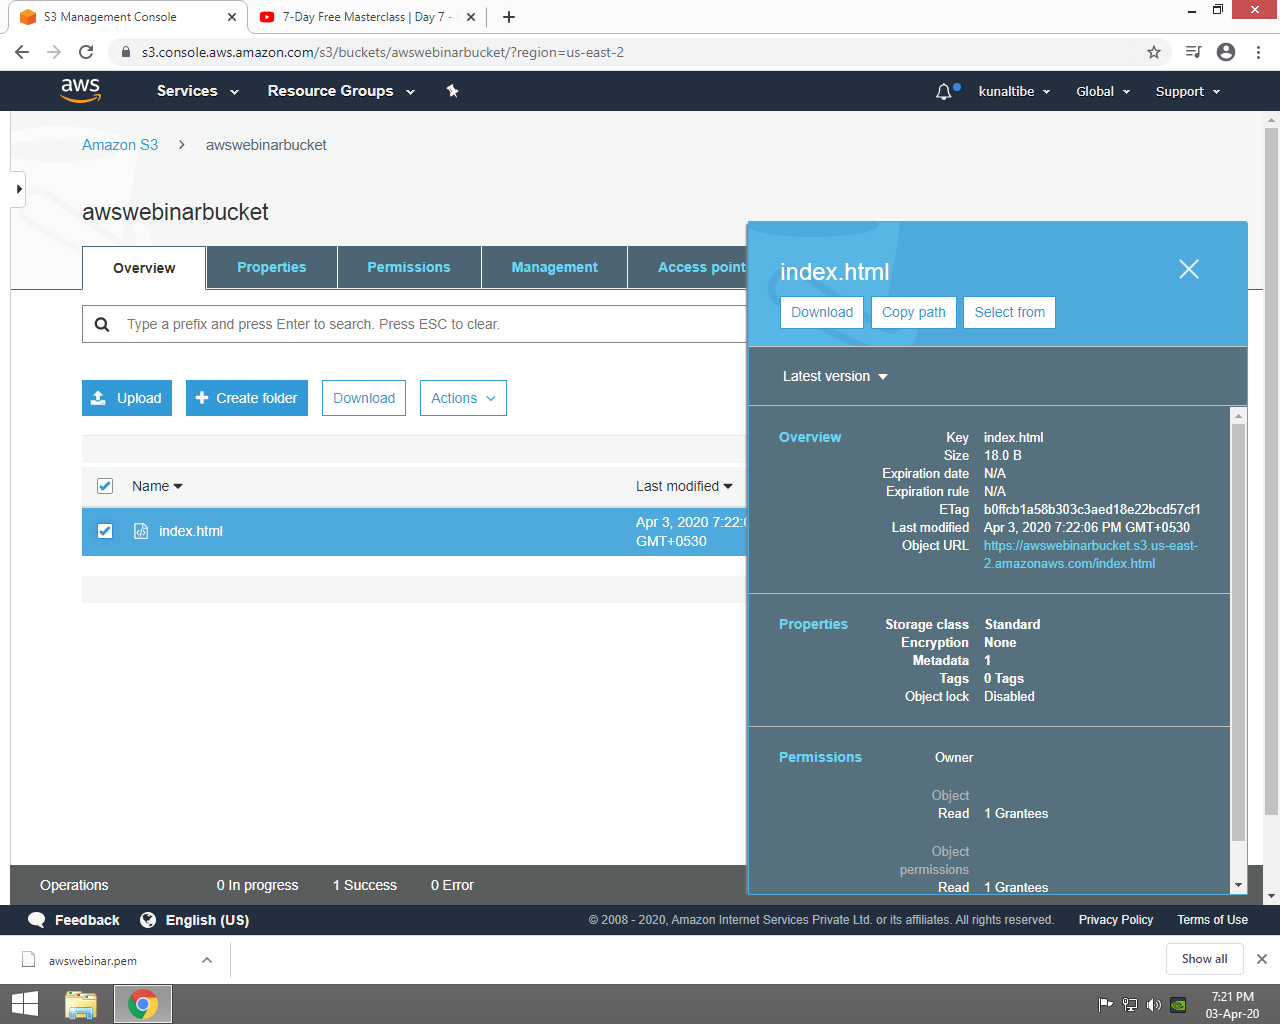 S3 Management Console
7-Day Free Masterclass | Day 7 -
s3.console.aws.amazon.com/s3/buckets/awswebinarbucket/?region=us-east-2
aws
Services
Resource Groups
kunaltibe
Global
Support
Amazon S3 > awswebinarbucket
awswebinarbucket
Overview
Properties
Permissions
Management
Access point
Type a prefix and press Enter to search. Press ESC to clear.
Upload
Create folder
Download
Actions
Name
Last modified
index.html
Apr 3, 2020 7:22:0
GMT+0530
index.html
Download
Copy path
Select from
Latest version
Overview
Key index.html
Size 18.0 B
Expiration date N/A
Expiration rule N/A
ETag b0ffcb1a58b303c3aed18e22bcd57cf1
Last modified Apr 3, 2020 7:22:06 PM GMT+0530
Object URL https://awswebinarbucket.s3.us-east-
2.amazonaws.com/index.html
Properties
Storage class Standard
Encryption None
Metadata 1
Tags 0 Tags
Object lock Disabled
Permissions
Owner
Object
Read 1 Grantees
Object
permissions
Read 1 Grantees
Operations
0 In progress
1 Success
0 Error
Feedback
English (US)
© 2008 - 2020, Amazon Internet Services Private Ltd. or its affiliates. All rights reserved.
Privacy Policy
Terms of Use
awswebinar.pem
Show all
7:21 PM
03-Apr-20